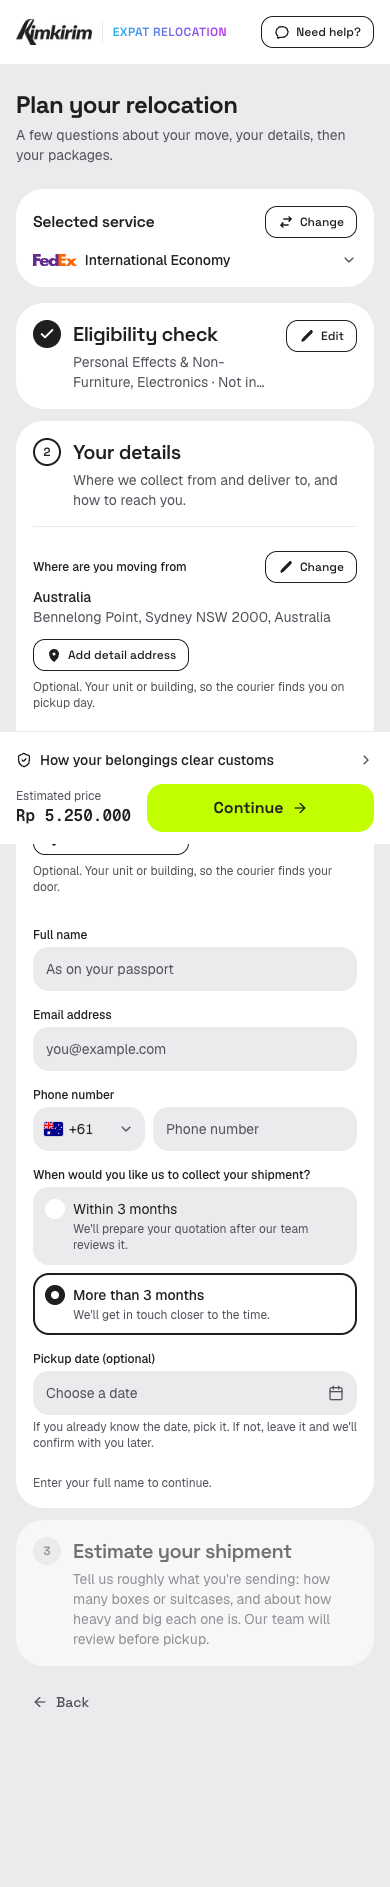 Kimkirim
EXPAT RELOCATION
Need help?
Plan your relocation
A few questions about your move, your details, then
your packages.
Selected service
Change
FedEx
International Economy
Eligibility check
Edit
Personal Effects & Non-
Furniture, Electronics · Not in...
2
Your details
Where we collect from and deliver to, and
how to reach you.
Where are you moving from
Change
Australia
Bennelong Point, Sydney NSW 2000, Australia
Add detail address
Optional. Your unit or building, so the courier finds you on
pickup day.
How your belongings clear customs
Estimated price
Rp 5.250.000
Continue
Optional. Your unit or building, so the courier finds your
door.
Full name
As on your passport
Email address
you@example.com
Phone number
+61
Phone number
When would you like us to collect your shipment?
Within 3 months
We'll prepare your quotation after our team
reviews it.
More than 3 months
We'll get in touch closer to the time.
Pickup date (optional)
Choose a date
If you already know the date, pick it. If not, leave it and we'll
confirm with you later.
Enter your full name to continue.
3
Estimate your shipment
Tell us roughly what you're sending: how
many boxes or suitcases, and about how
heavy and big each one is. Our team will
review before pickup.
Back